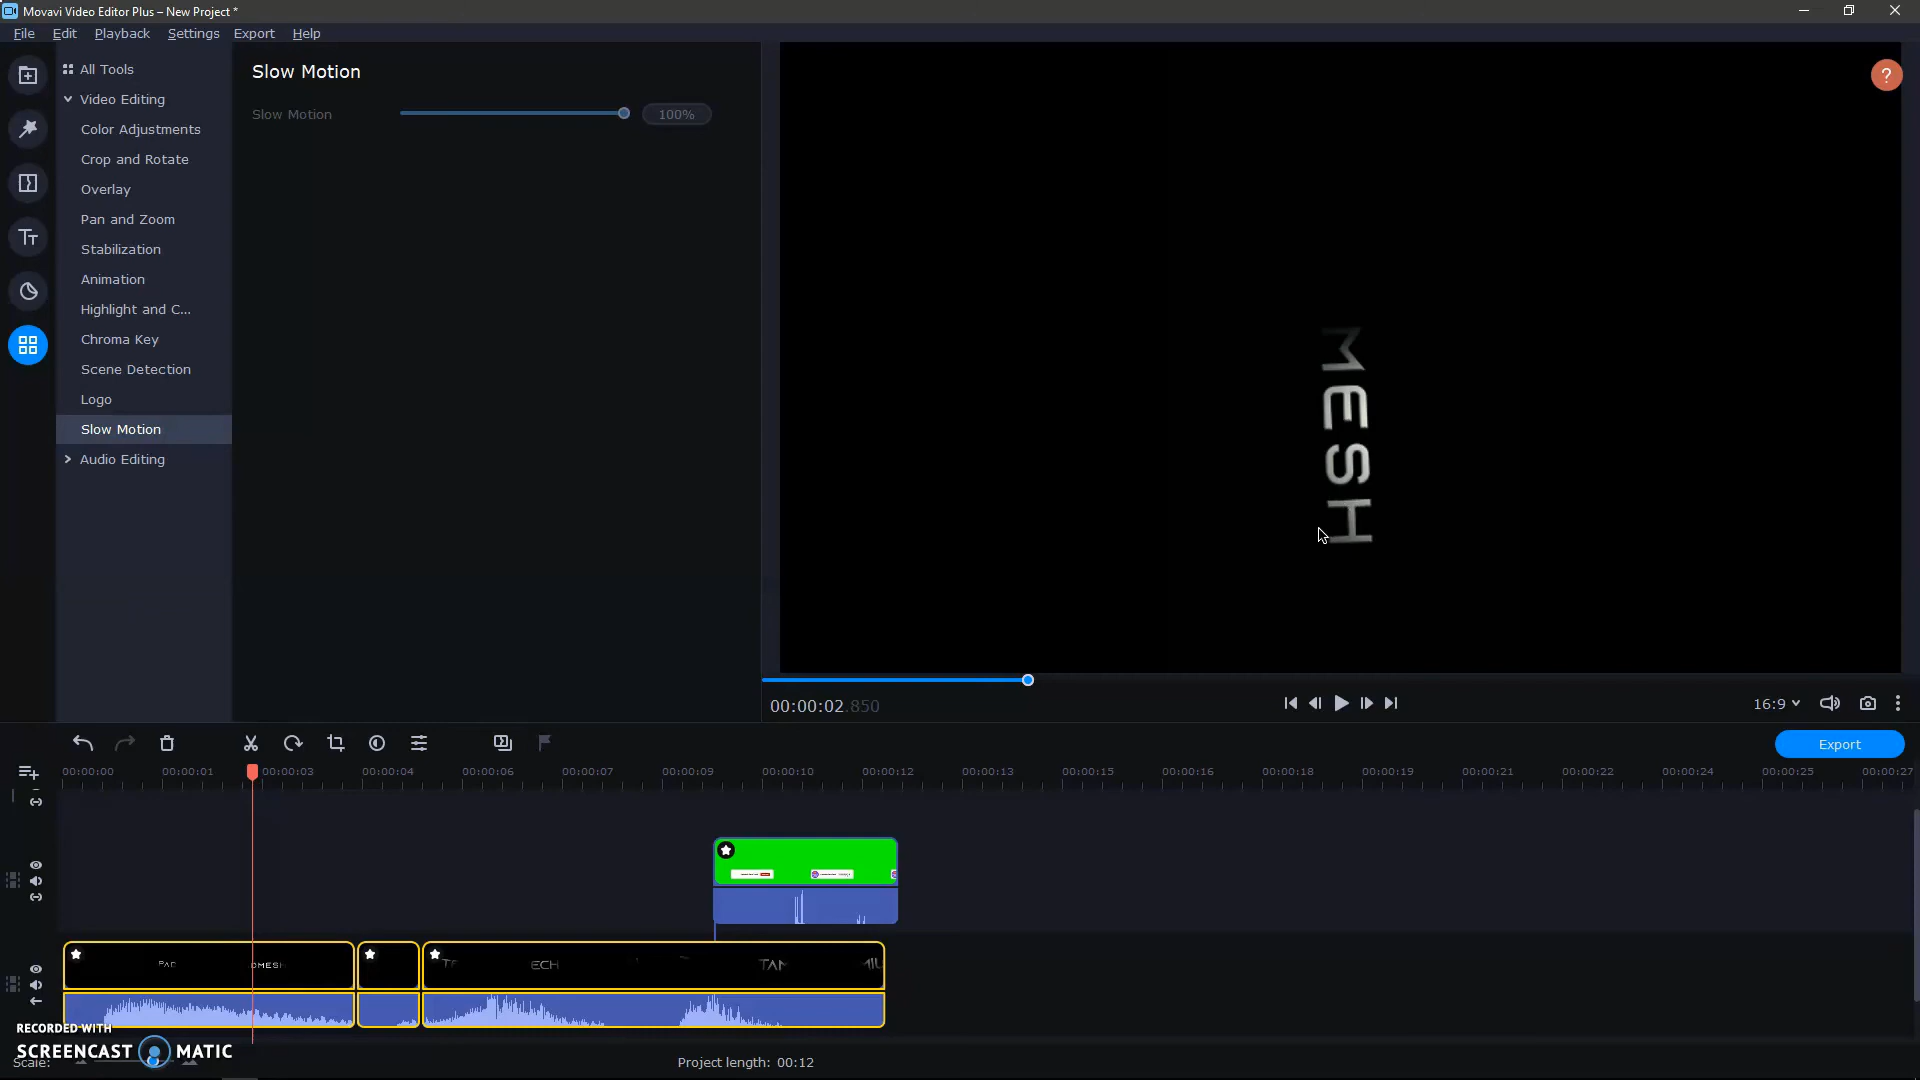 Movavi Video Editor Plus – New Project *
File Edit Playback Settings Export Help
All Tools
Video Editing
Color Adjustments
Crop and Rotate
Overlay
Pan and Zoom
Stabilization
Animation
Highlight and C...
Chroma Key
Scene Detection
Logo
Slow Motion
Audio Editing
Slow Motion
Slow Motion 100%
?
MESH
00:00:02.850
16:9
Export
00:00:00 00:00:01 00:00:03 00:00:04 00:00:06 00:00:07 00:00:09 00:00:10 00:00:12 00:00:13 00:00:15 00:00:16 00:00:18 00:00:19 00:00:21 00:00:22 00:00:24 00:00:25 00:00:27
ECH
RECORDED WITH
SCREENCAST MATIC
Scale:
Project length: 00:12